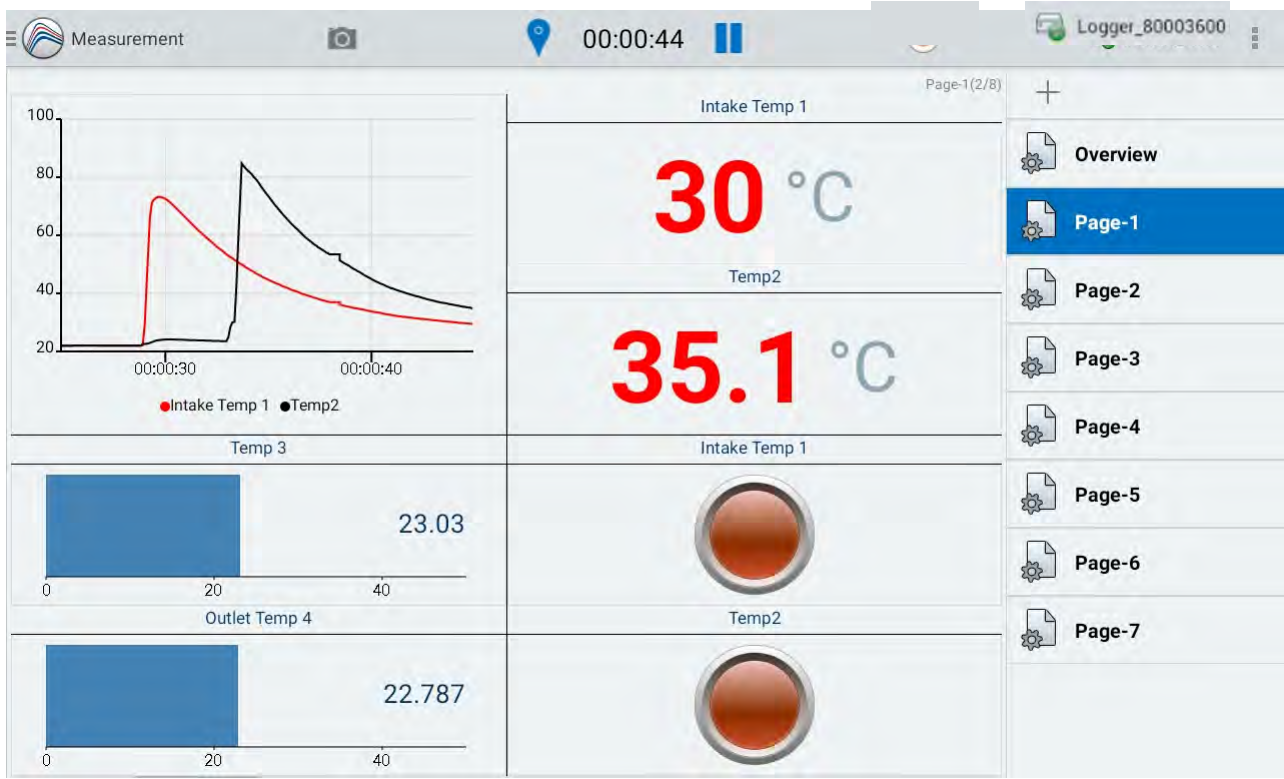 Measurement
00:00:44
Logger_80003600
Page-1(2/8)
100
80
60
40
20
00:00:30
00:00:40
Intake Temp 1
Temp2
Intake Temp 1
30 °C
Temp2
35.1 °C
Temp 3
23.03
0
20
40
Intake Temp 1
Outlet Temp 4
22.787
0
20
40
Temp2
Overview
Page-1
Page-2
Page-3
Page-4
Page-5
Page-6
Page-7